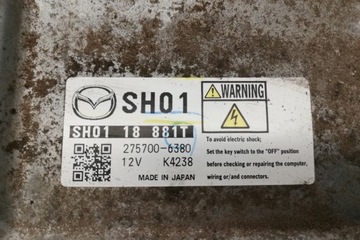 SH01
SH01 18 881T
275700-6380
12V K4238
MADE IN JAPAN
WARNING
To avoid electric shock;
Set the key switch to the "OFF" position
before checking or repairing the computer,
wiring or/and connectors.